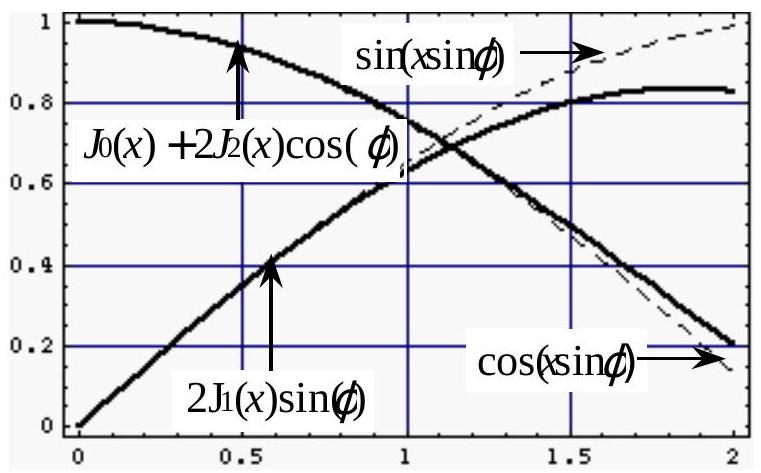 1
sin(xsinϕ)
0.8
J0(x) +2J2(x)cos( ϕ)
0.6
0.4
0.2
cos(xsinϕ)
2J1(x)sin(ϕ)
0
0 0.5 1 1.5 2